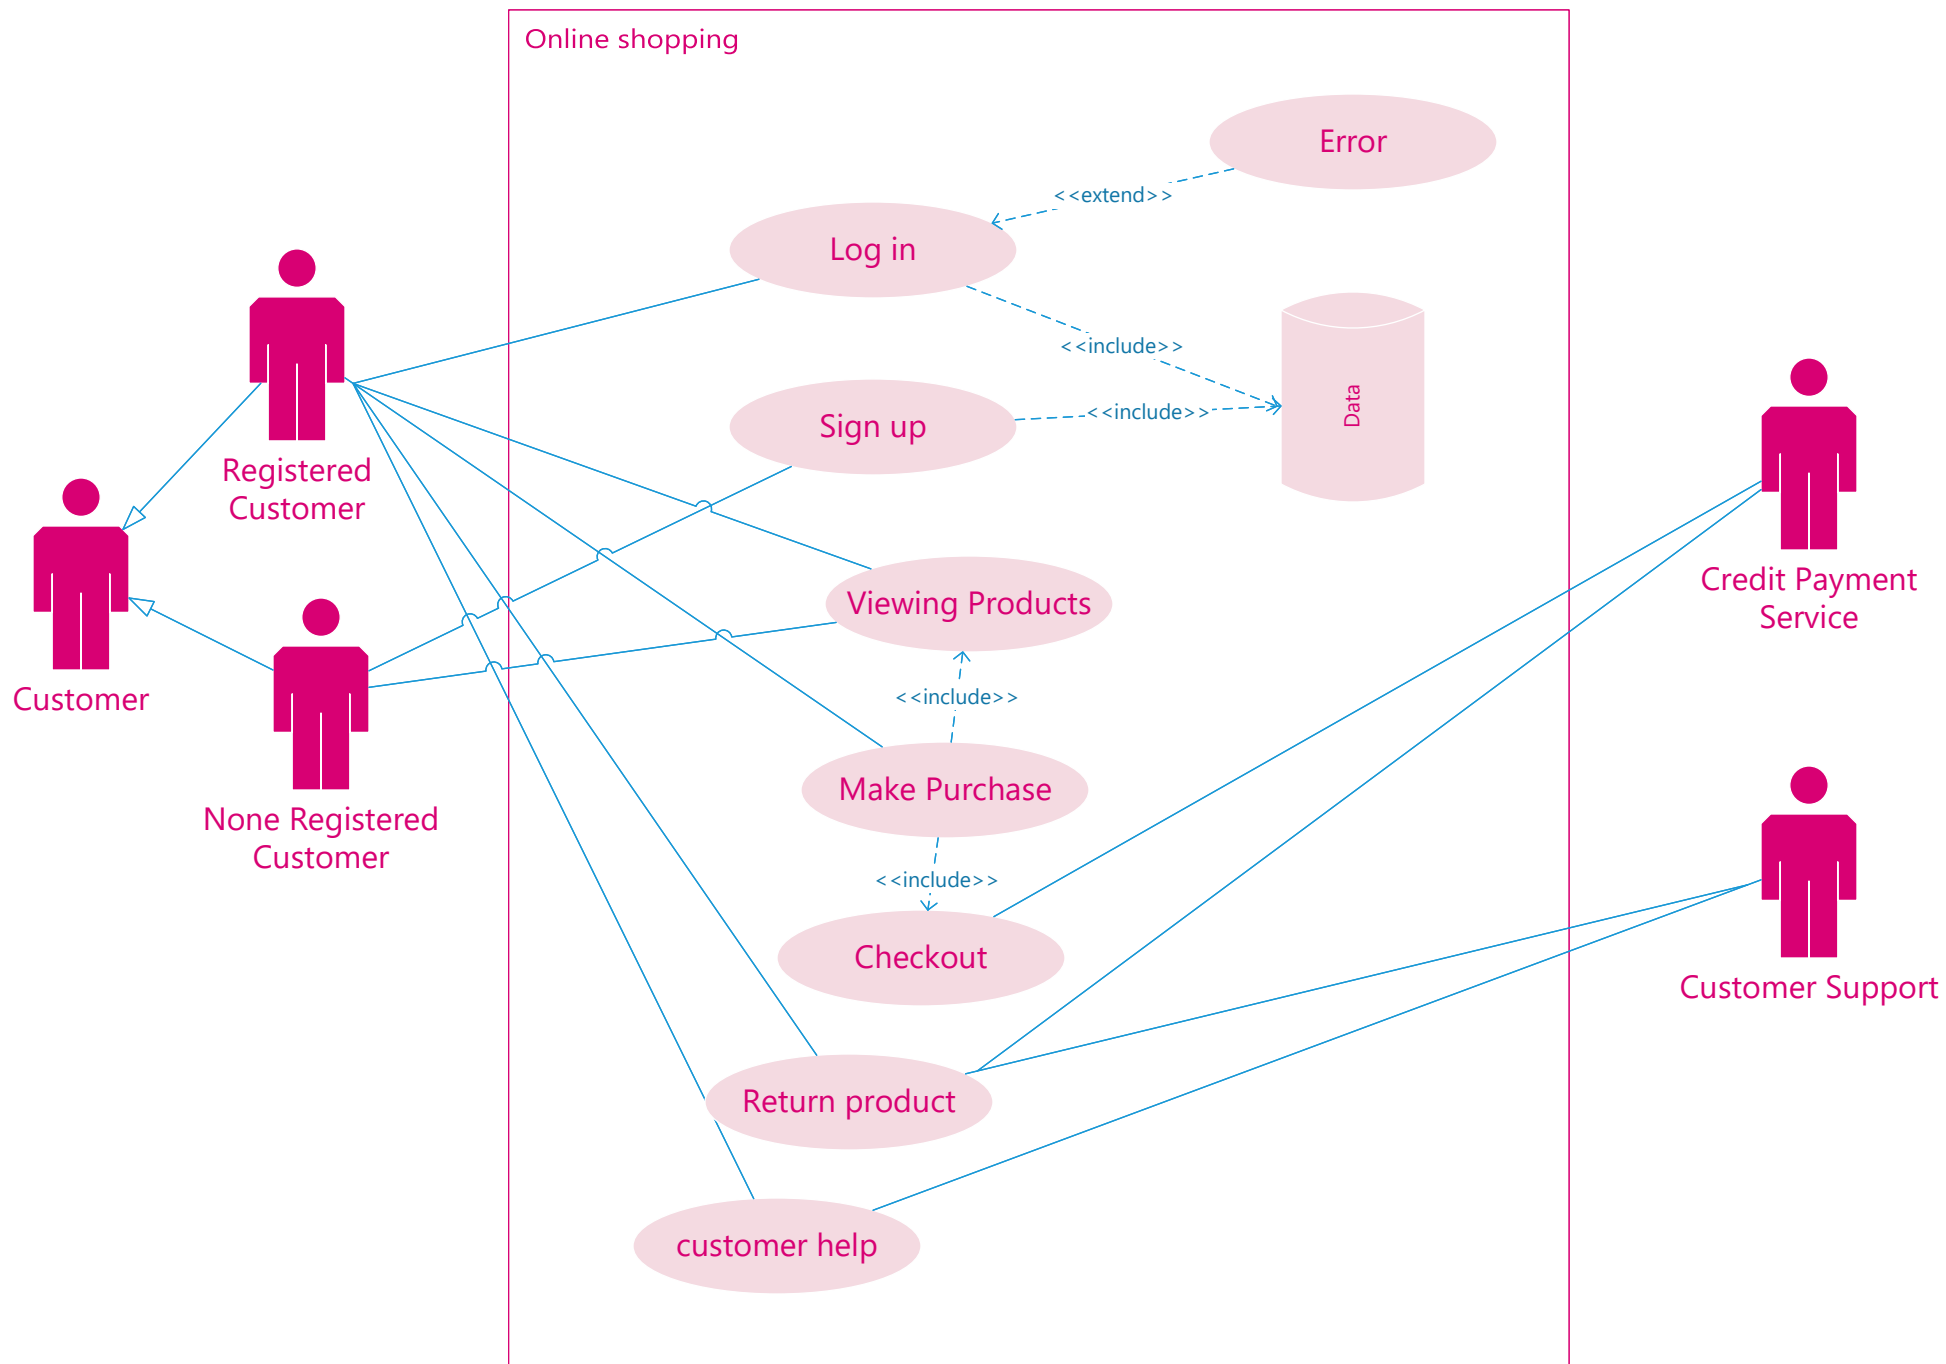 Online shopping
Error
<<extend>>
Log in
<<include>>
Data
<<include>>
Sign up
Registered
Customer
Credit Payment
Service
Viewing Products
Customer
<<include>>
Make Purchase
None Registered
Customer
<<include>>
Checkout
Customer Support
Return product
customer help